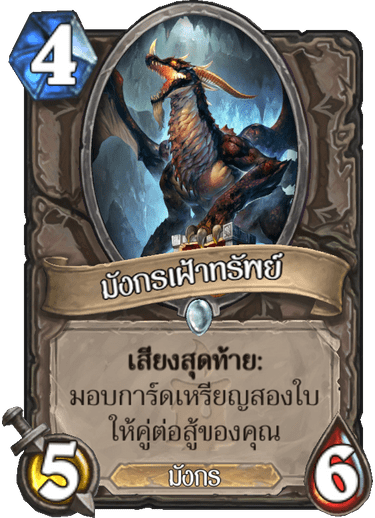 4
มังกรเฝ้าทรัพย์
เสียงสุดท้าย:
มอบการ์ดเหรียญสองใบ
ให้คู่ต่อสู้ของคุณ
มังกร
5
6